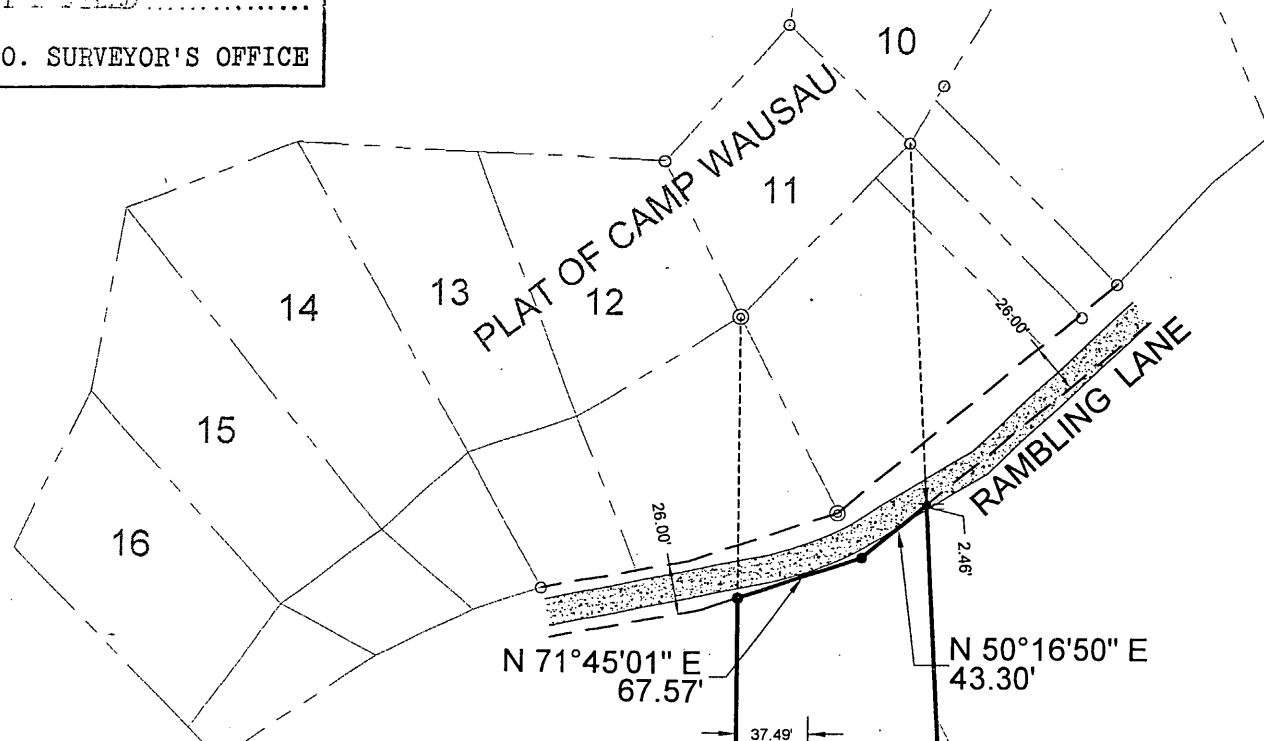 FILED
O. SURVEYOR'S OFFICE
10
PLAT OF CAMP WAUSAU
11
12
13
14
15
16
26.00'
RAMBLING LANE
26.00'
2.46'
N 71°45'01" E
67.57'
N 50°16'50" E
43.30'
37.49'